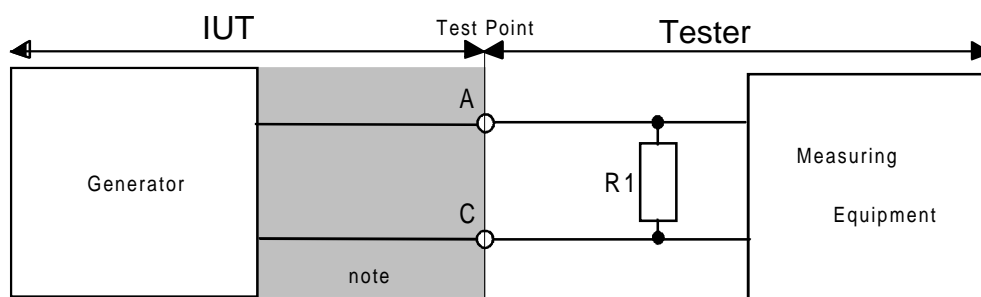 IUT
Test Point
Tester
A
Generator
R1
Measuring
Equipment
C
note